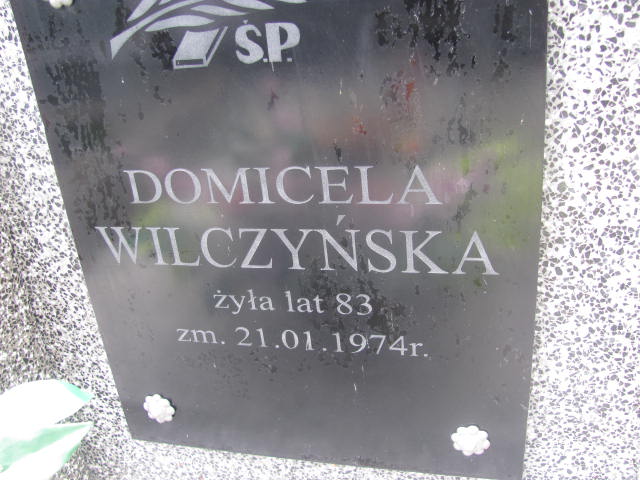 Ś.P.
DOMICELA
WILCZYŃSKA
żyła lat 83
zm. 21.01.1974r.